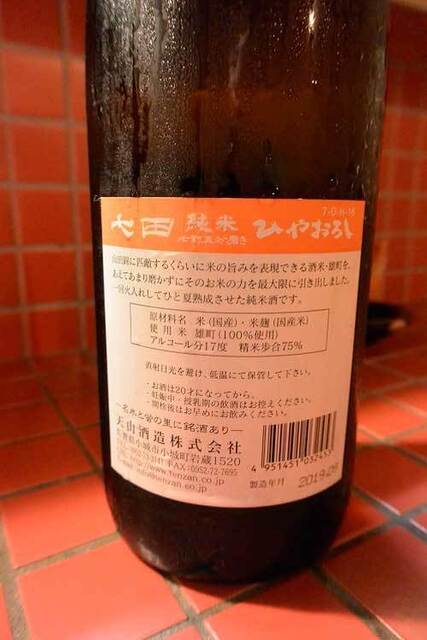 7-O-H-16
七田 純米 ひやおろし
七割五分磨き
山田錦に匹敵するくらいに米の旨みを表現できる酒米・雄町を、
あえてあまり磨かずにそのお米の力を最大限に引き出しました。
一回火入れしてひと夏熟成させた純米酒です。
原材料名 米(国産)・米麹(国産米)
使用米 雄町(100%使用)
アルコール分17度 精米歩合75%
直射日光を避け、低温にて保管して下さい。
・お酒は20才になってから。
・妊娠中・授乳期の飲酒はお控えください。
・開栓後はお早めにお飲みください。
―名水と蛍の里に銘酒あり―
天山酒造株式会社
佐賀県小城市小城町岩蔵1520
FAX:0952-72-7695
http://www.tenzan.co.jp
info@tenzan.co.jp
4 951451 032453
製造年月 2019.09